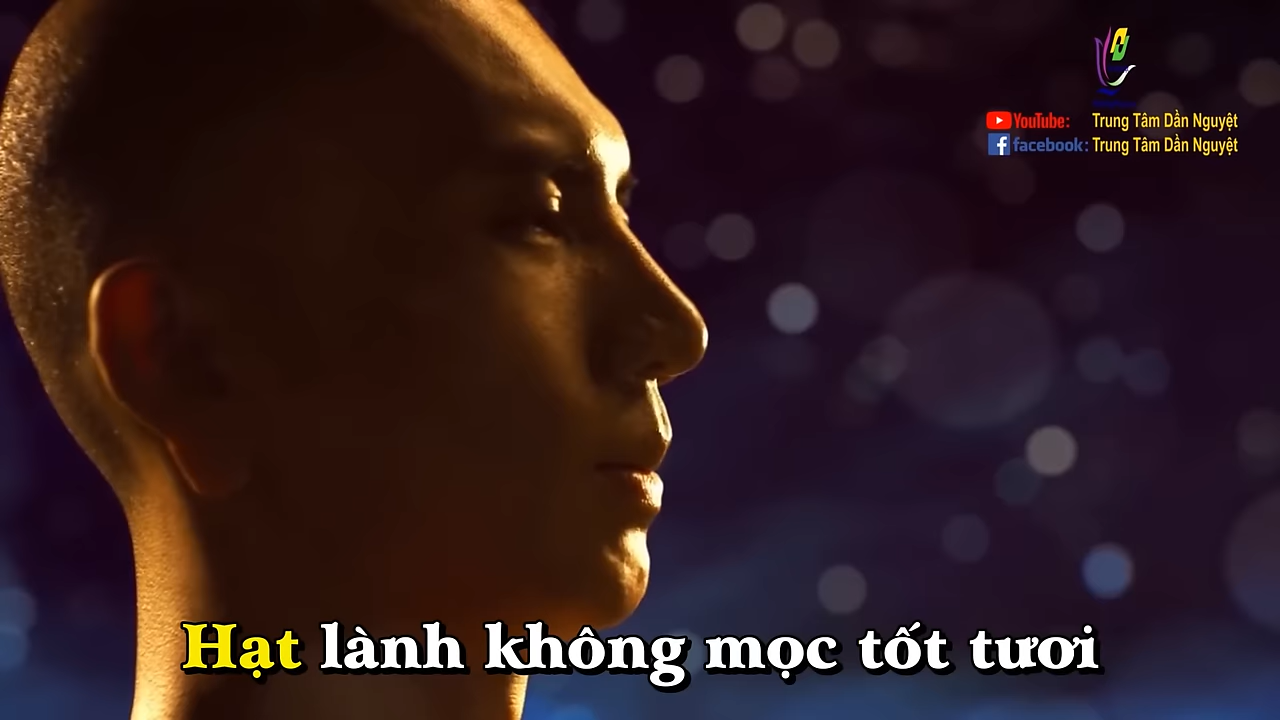 YouTube: Trung Tâm Dần Nguyệt
facebook: Trung Tâm Dần Nguyệt
Hạt lành không mọc tốt tươi